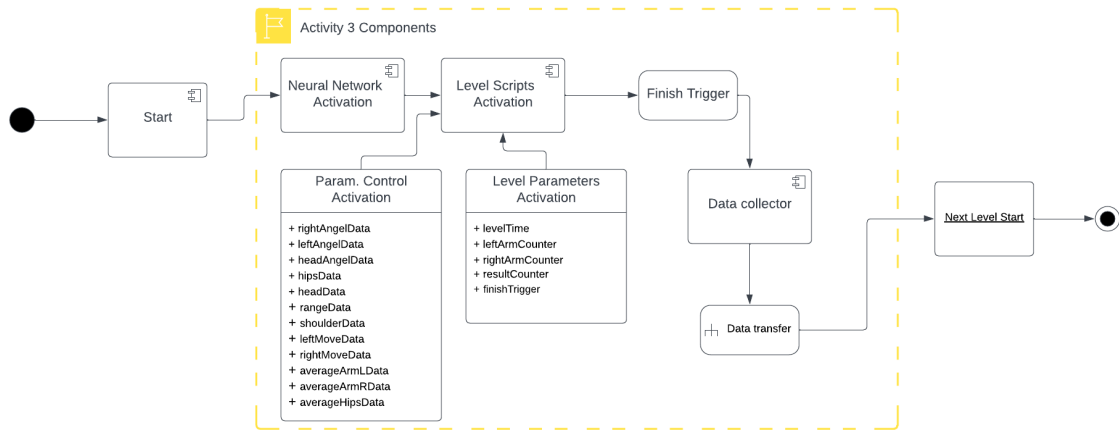 Activity 3 Components
Start
Neural Network
Activation
Level Scripts
Activation
Finish Trigger
Param. Control
Activation
+ rightAngelData
+ leftAngelData
+ headAngelData
+ hipsData
+ headData
+ rangeData
+ shoulderData
+ leftMoveData
+ rightMoveData
+ averageArmLData
+ averageArmRData
+ averageHipsData
Level Parameters
Activation
+ levelTime
+ leftArmCounter
+ rightArmCounter
+ resultCounter
+ finishTrigger
Data collector
Data transfer
Next Level Start